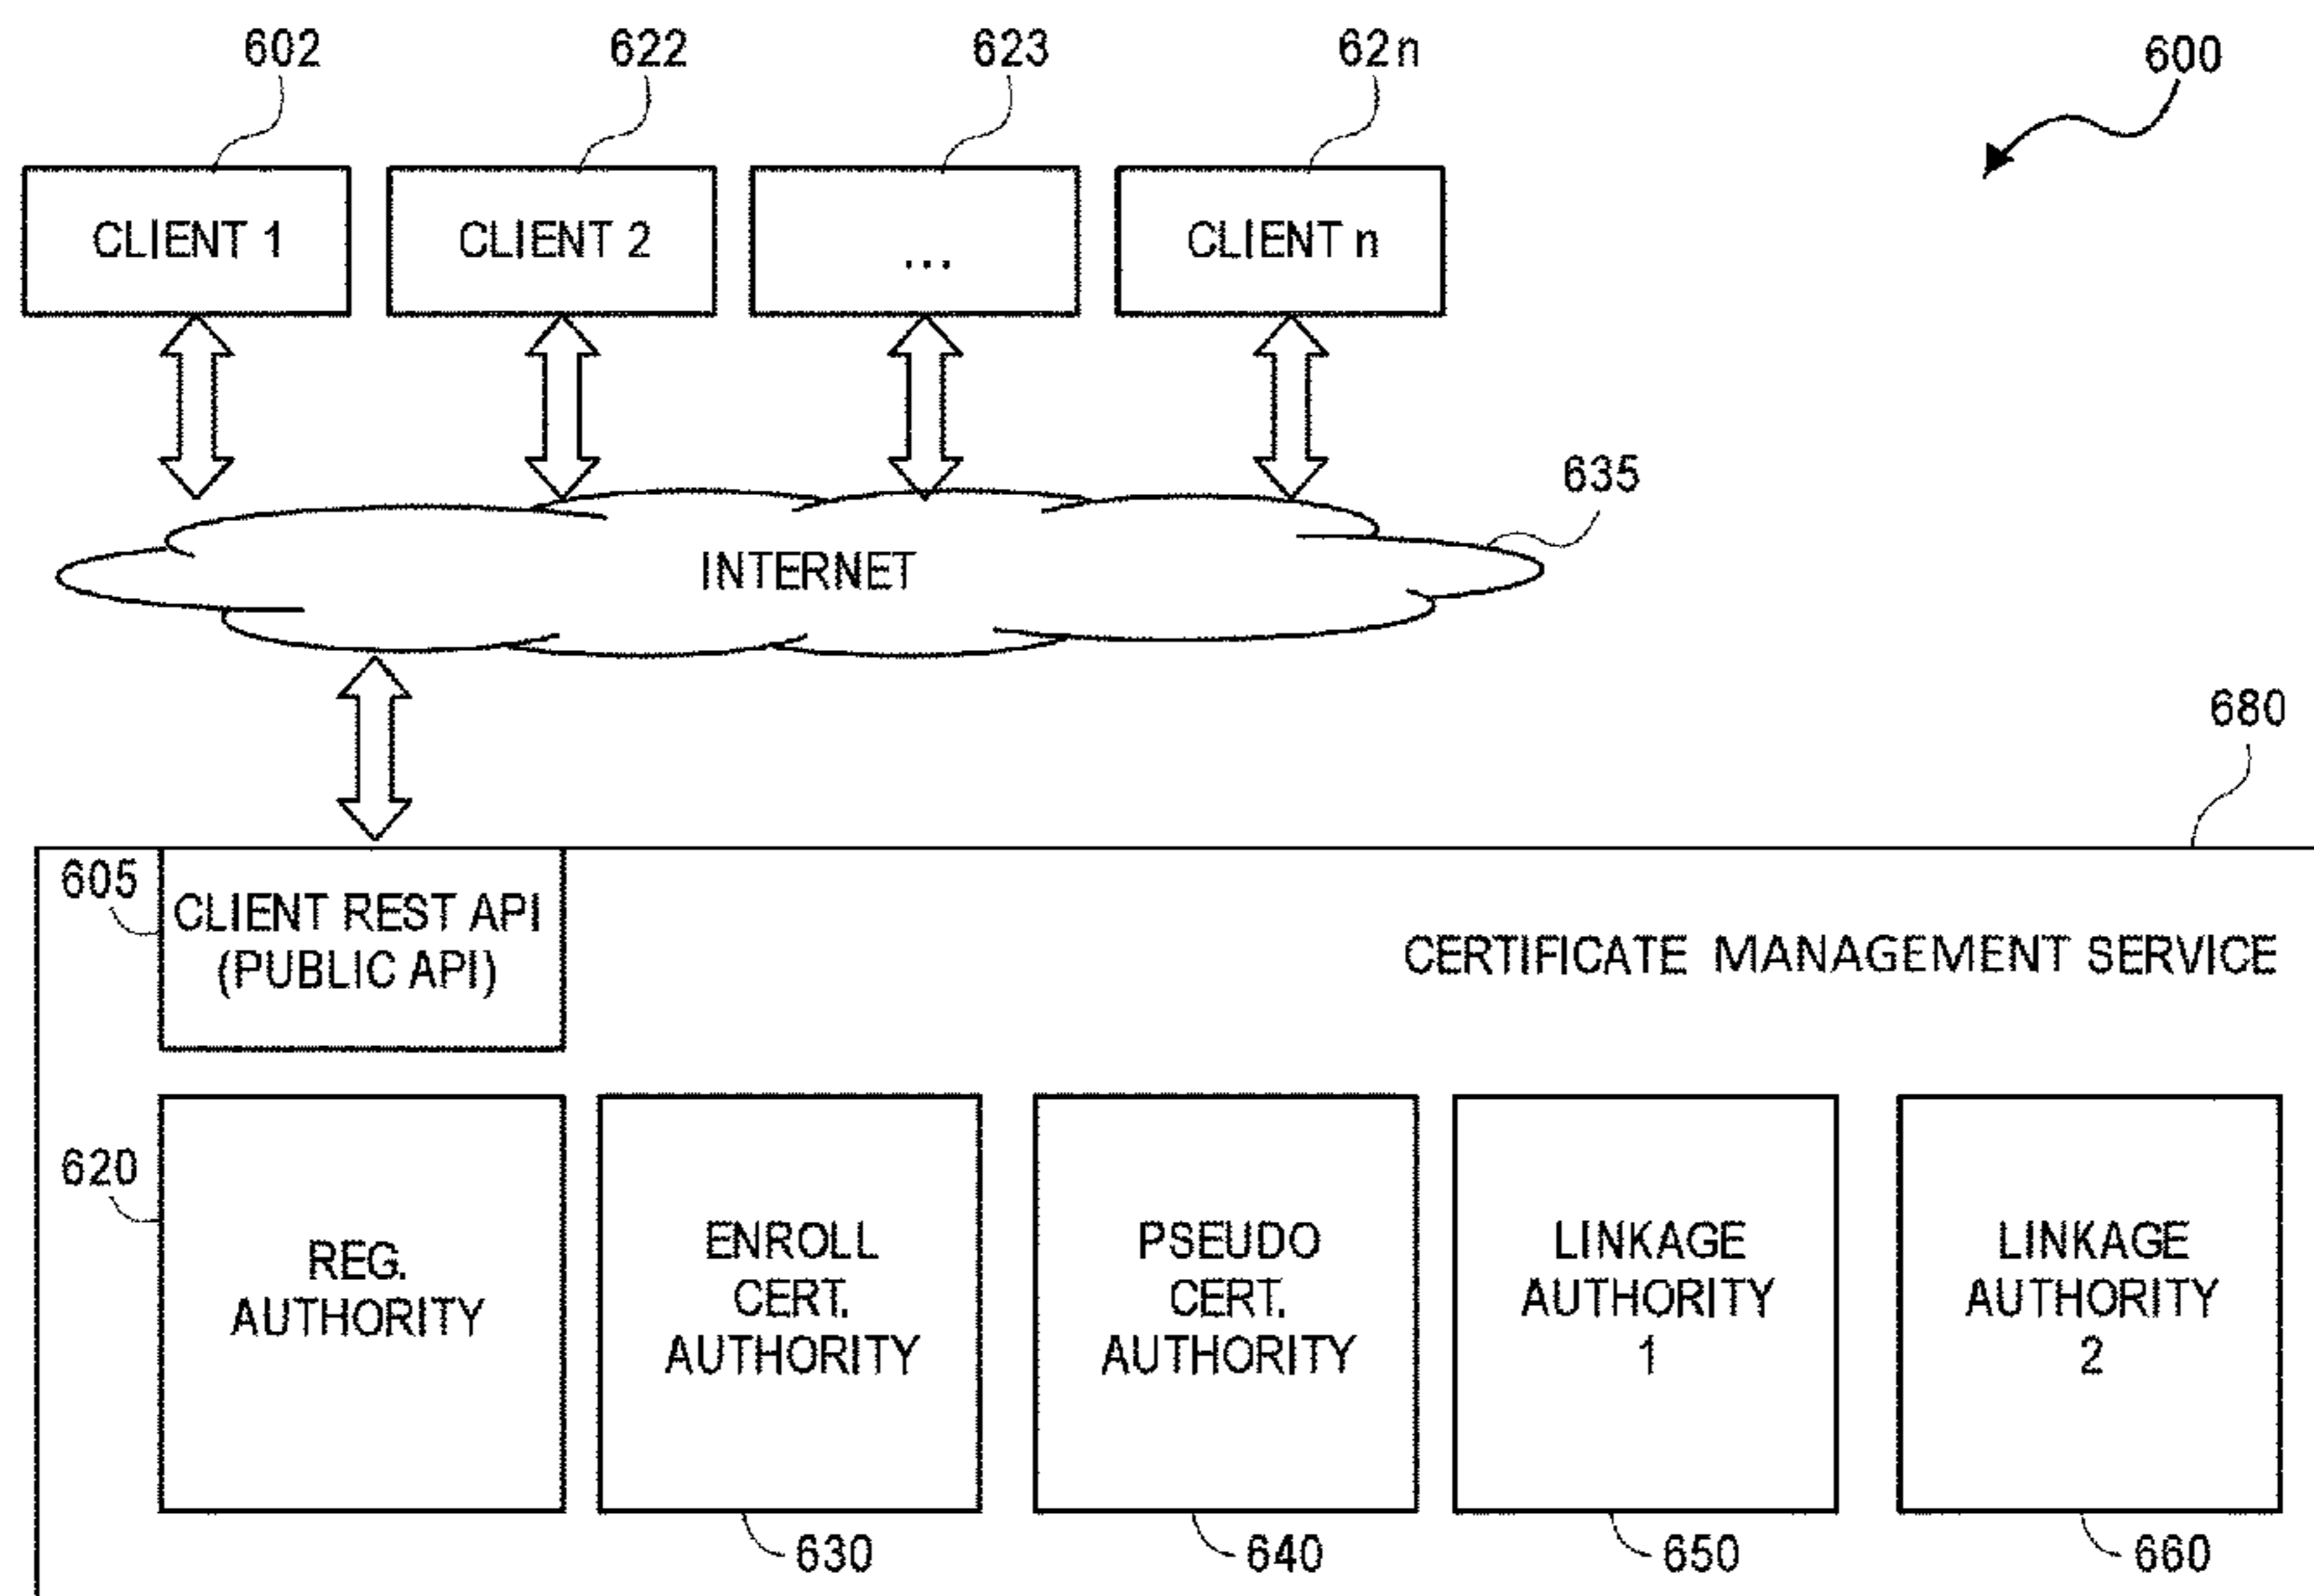 602
622
623
62n
600
CLIENT 1
CLIENT 2
...
CLIENT n
635
INTERNET
680
605
CLIENT REST API
(PUBLIC API)
CERTIFICATE MANAGEMENT SERVICE
620
REG.
AUTHORITY
ENROLL
CERT.
AUTHORITY
PSEUDO
CERT.
AUTHORITY
LINKAGE
AUTHORITY
1
LINKAGE
AUTHORITY
2
630
640
650
660